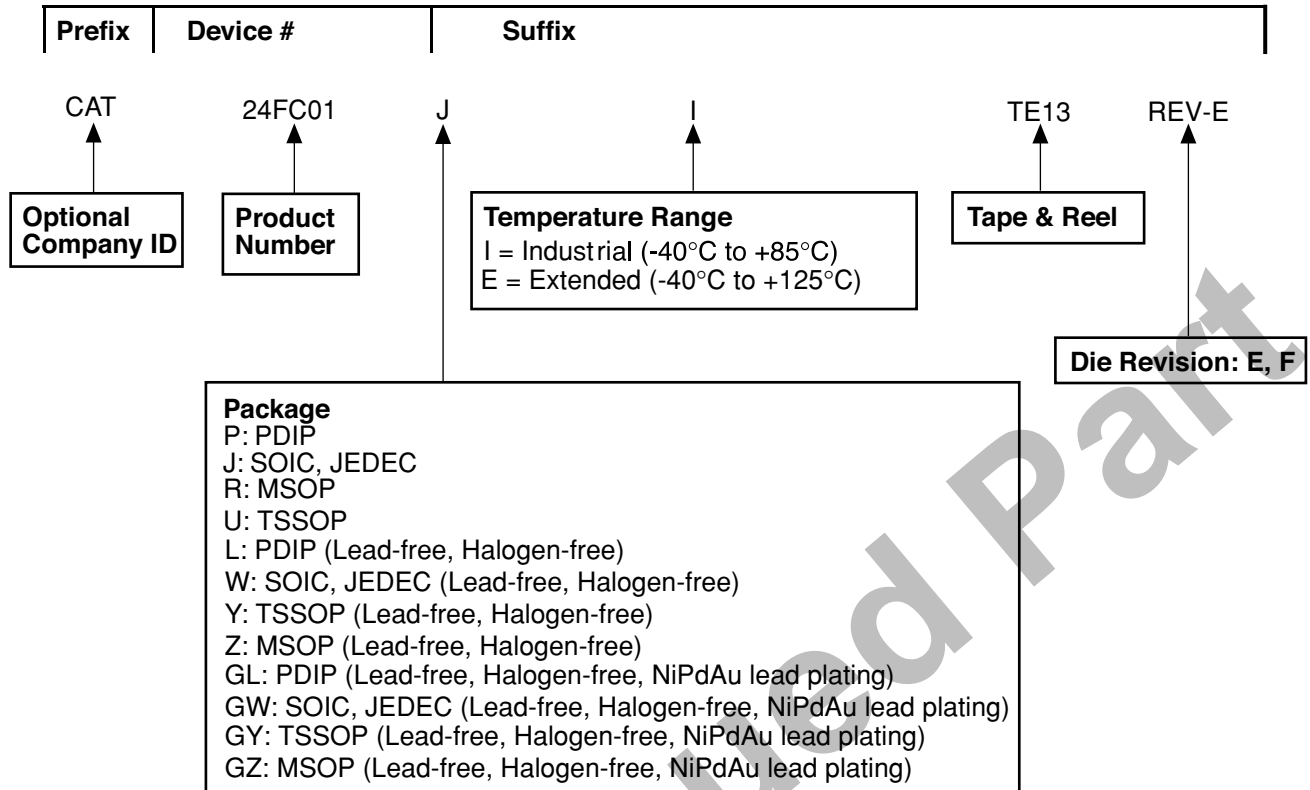 Prefix Device # Suffix
CAT 24FC01 J I TE13 REV-E
Optional
Company ID
Product
Number
Temperature Range
I = Industrial (-40°C to +85°C)
E = Extended (-40°C to +125°C)
Tape & Reel
Die Revision: E, F
Package
P: PDIP
J: SOIC, JEDEC
R: MSOP
U: TSSOP
L: PDIP (Lead-free, Halogen-free)
W: SOIC, JEDEC (Lead-free, Halogen-free)
Y: TSSOP (Lead-free, Halogen-free)
Z: MSOP (Lead-free, Halogen-free)
GL: PDIP (Lead-free, Halogen-free, NiPdAu lead plating)
GW: SOIC, JEDEC (Lead-free, Halogen-free, NiPdAu lead plating)
GY: TSSOP (Lead-free, Halogen-free, NiPdAu lead plating)
GZ: MSOP (Lead-free, Halogen-free, NiPdAu lead plating)
ued Part